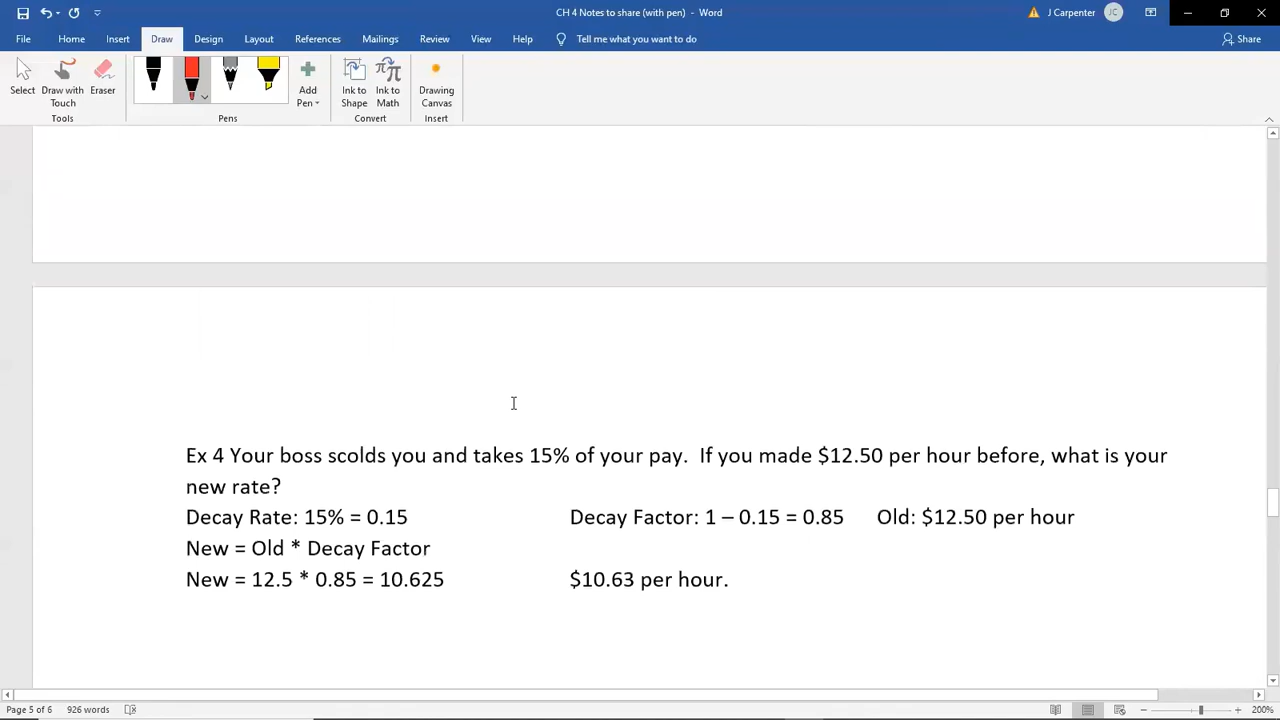 CH 4 Notes to share (with pen) - Word
J Carpenter JC
File Home Insert Draw Design Layout References Mailings Review View Help Tell me what you want to do Share
Select Draw with Touch Eraser Add Pen Ink to Shape Ink to Math Drawing Canvas
Tools Pens Convert Insert
Ex 4 Your boss scolds you and takes 15% of your pay.  If you made $12.50 per hour before, what is your
new rate?
Decay Rate: 15% = 0.15 Decay Factor: 1 – 0.15 = 0.85 Old: $12.50 per hour
New = Old * Decay Factor
New = 12.5 * 0.85 = 10.625 $10.63 per hour.
Page 5 of 6 926 words 200%